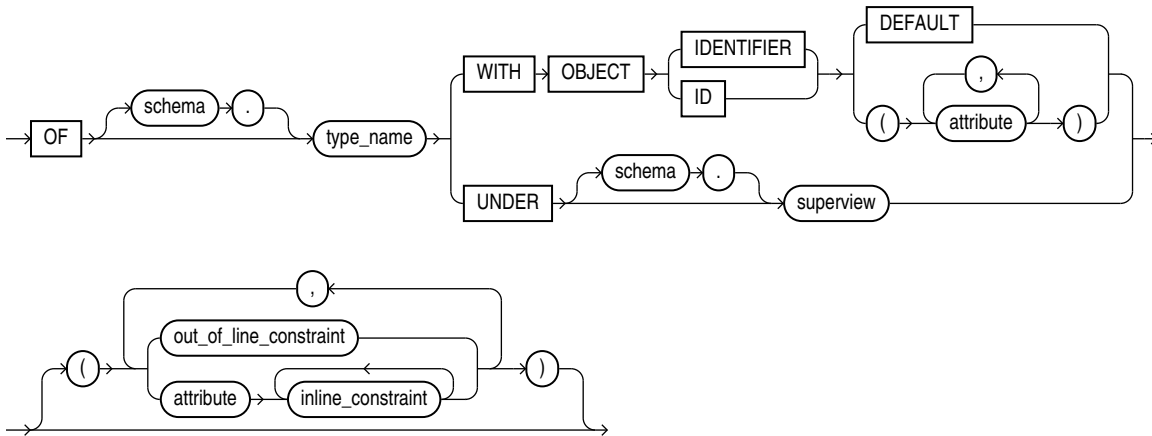 DEFAULT
IDENTIFIER
WITH OBJECT ,
ID
schema . ( attribute )
OF type_name
schema .
UNDER superview
,
out_of_line_constraint
( )
attribute inline_constraint